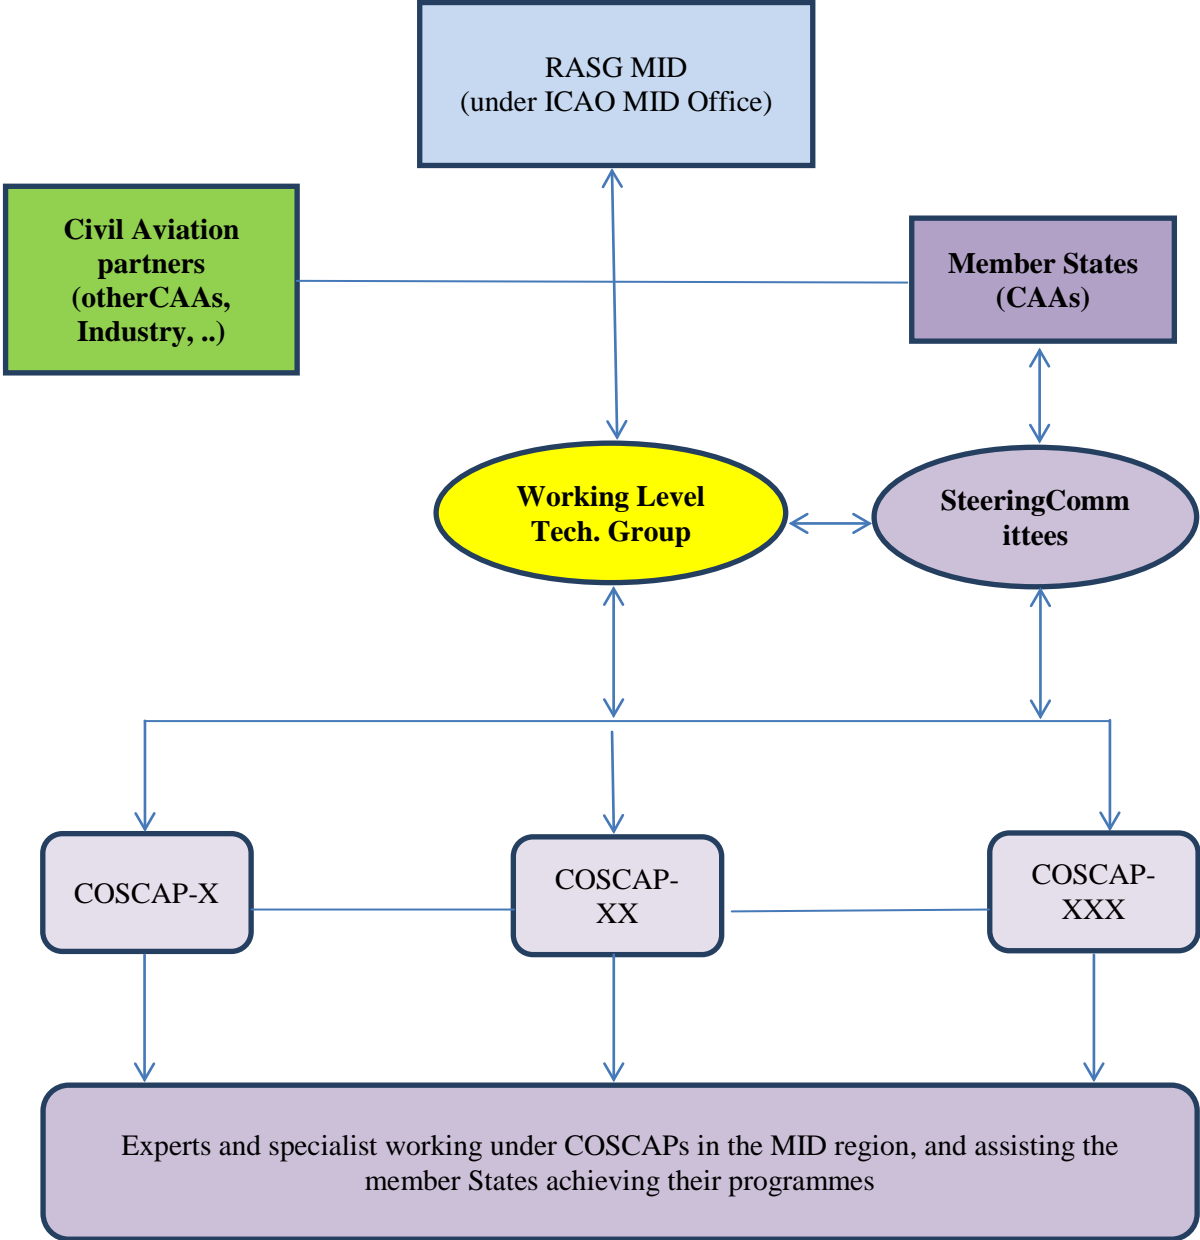 RASG MID
(under ICAO MID Office)
Civil Aviation
partners
(otherCAAs,
Industry, ..)
Member States
(CAAs)
Working Level
Tech. Group
SteeringComm
ittees
COSCAP-X
COSCAP-
XX
COSCAP-
XXX
Experts and specialist working under COSCAPs in the MID region, and assisting the
member States achieving their programmes